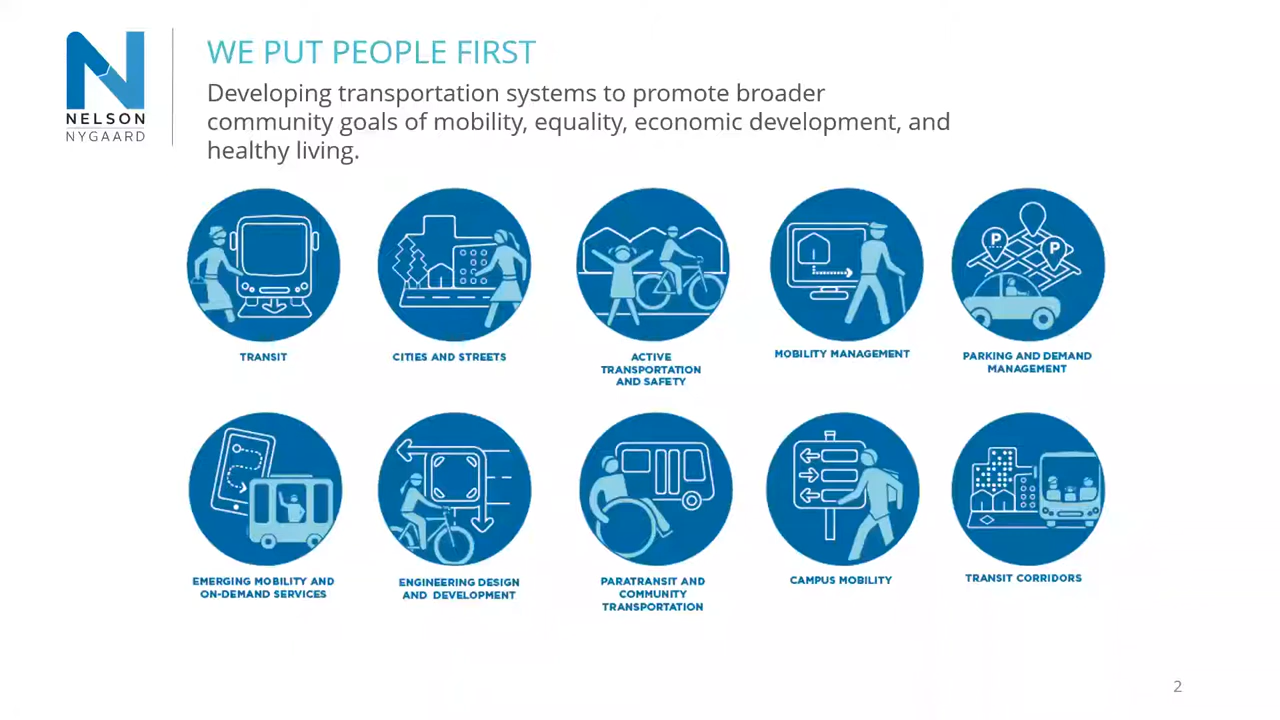 NELSON
NYGAARD
WE PUT PEOPLE FIRST
Developing transportation systems to promote broader
community goals of mobility, equality, economic development, and
healthy living.
P
P
TRANSIT
CITIES AND STREETS
ACTIVE
TRANSPORTATION
AND SAFETY
MOBILITY MANAGEMENT
PARKING AND DEMAND
MANAGEMENT
EMERGING MOBILITY AND
ON-DEMAND SERVICES
ENGINEERING DESIGN
AND DEVELOPMENT
PARATRANSIT AND
COMMUNITY
TRANSPORTATION
CAMPUS MOBILITY
TRANSIT CORRIDORS
2